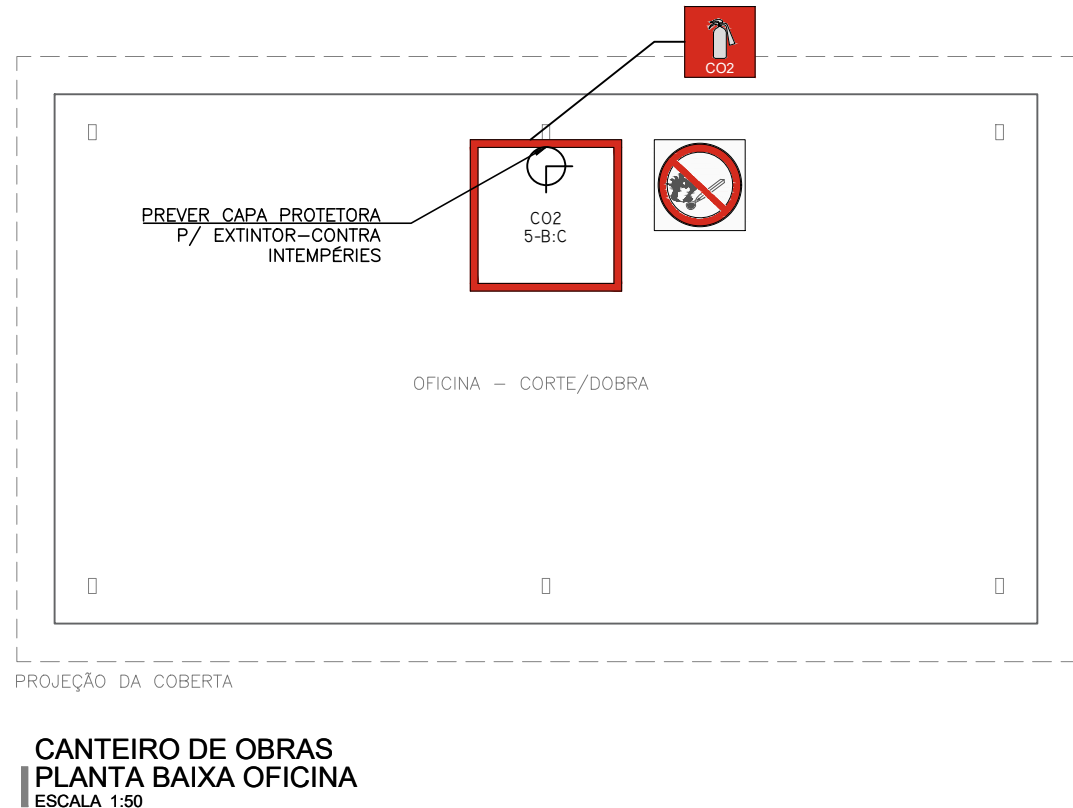 CO2
PREVER CAPA PROTETORA
P/ EXTINTOR-CONTRA
INTEMPÉRIES
CO2
5-B:C
OFICINA - CORTE/DOBRA
PROJEÇÃO DA COBERTA
CANTEIRO DE OBRAS
PLANTA BAIXA OFICINA
ESCALA 1:50